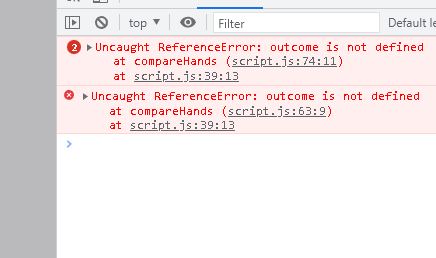 top ▼
Filter
Default le
2 Uncaught ReferenceError: outcome is not defined
at compareHands (script.js:74:11)
at script.js:39:13
Uncaught ReferenceError: outcome is not defined
at compareHands (script.js:63:9)
at script.js:39:13